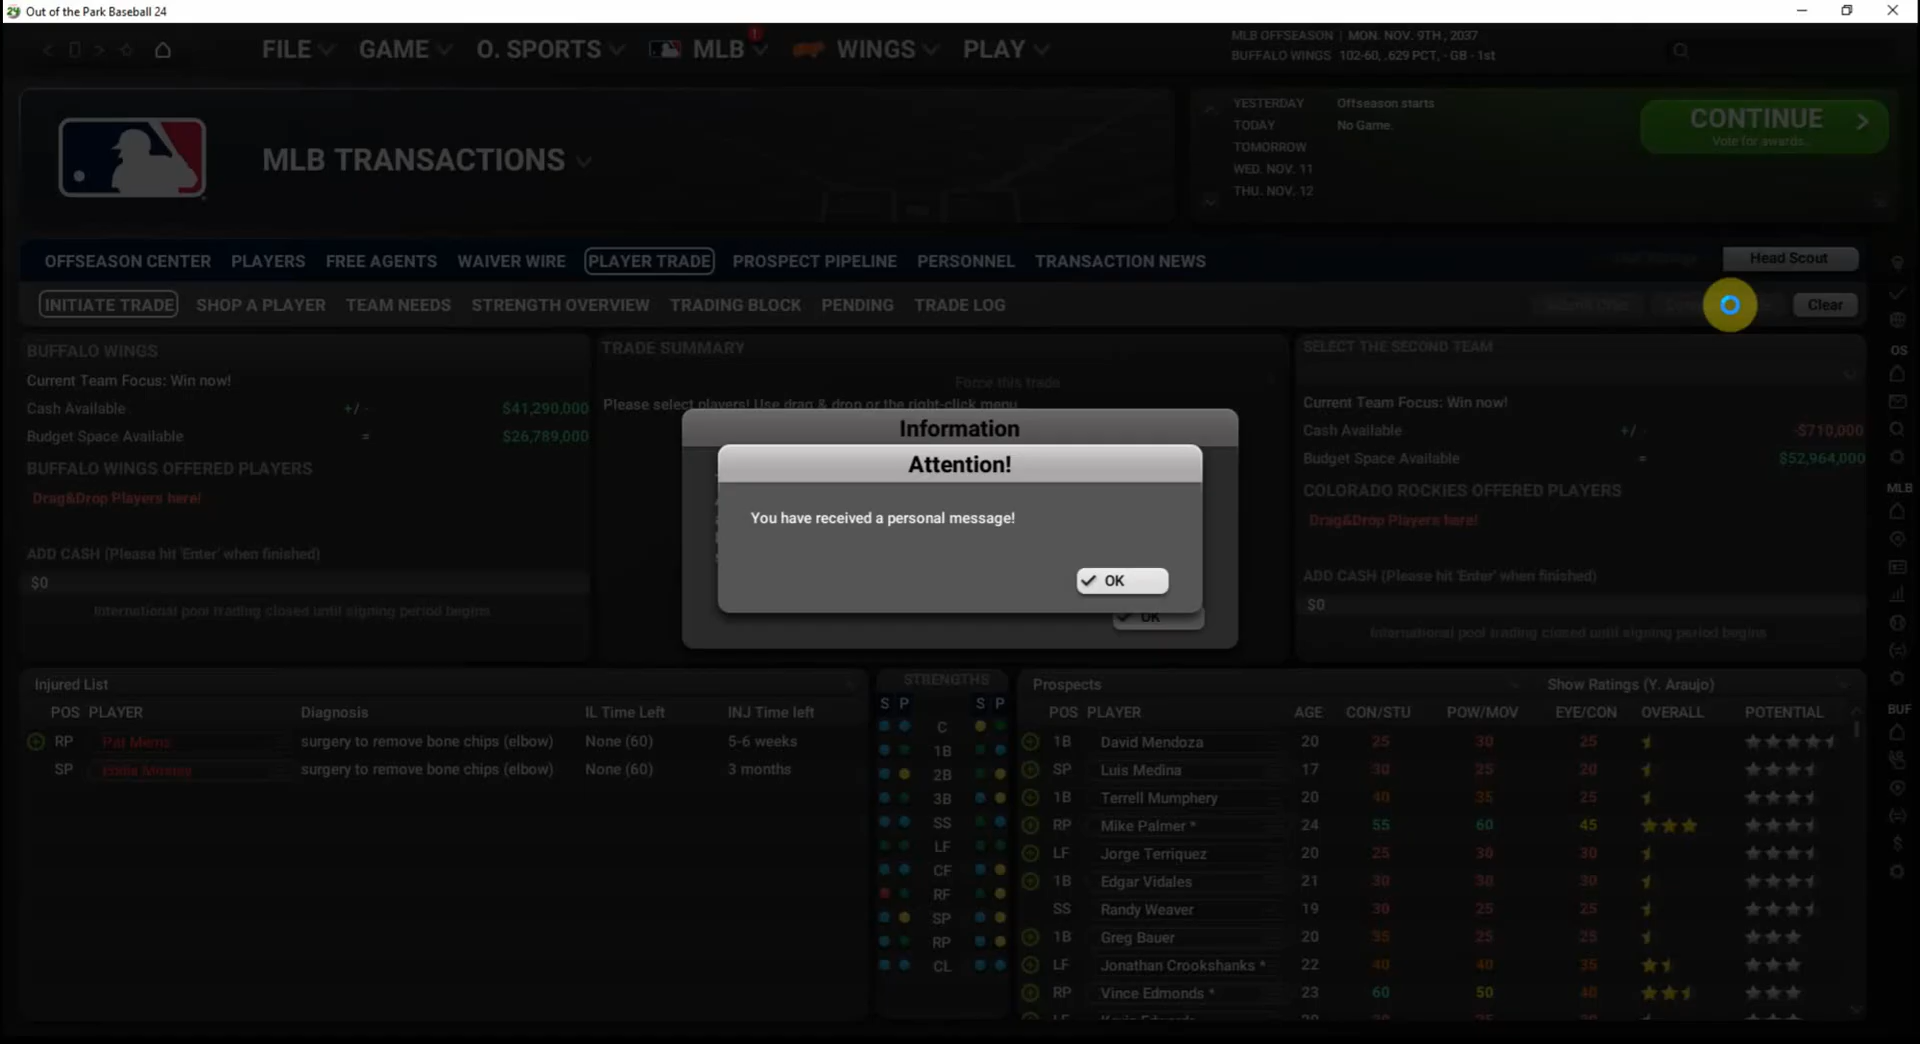 Out of the Park Baseball 24
FILE GAME O. SPORTS MLB WINGS PLAY
MLB OFFSEASON | MON. NOV. 9TH, 2037
BUFFALO WINGS 102-60, .629 PCT, - GB - 1st
MLB TRANSACTIONS
YESTERDAY Offseason starts
TODAY No Game.
TOMORROW
WED. NOV. 11
THU. NOV. 12
CONTINUE
Vote for awards...
OFFSEASON CENTER PLAYERS FREE AGENTS WAIVER WIRE PLAYER TRADE PROSPECT PIPELINE PERSONNEL TRANSACTION NEWS
Head Scout
INITIATE TRADE SHOP A PLAYER TEAM NEEDS STRENGTH OVERVIEW TRADING BLOCK PENDING TRADE LOG
Submit Offer Clear
BUFFALO WINGS
Current Team Focus: Win now!
Cash Available +/- $41,290,000
Budget Space Available = $26,789,000
BUFFALO WINGS OFFERED PLAYERS
Drag&Drop Players here!
ADD CASH (Please hit 'Enter' when finished)
$0
International pool trading closed until signing period begins
TRADE SUMMARY
Force this trade
Please select players! Use drag & drop or the right-click menu
Information
Attention!
You have received a personal message!
OK
OK
SELECT THE SECOND TEAM
Current Team Focus: Win now!
Cash Available +/- -$710,000
Budget Space Available = $52,964,000
COLORADO ROCKIES OFFERED PLAYERS
Drag&Drop Players here!
ADD CASH (Please hit 'Enter' when finished)
$0
International pool trading closed until signing period begins
OS
MLB
BUF
Injured List
POS PLAYER Diagnosis IL Time Left INJ Time left
RP Pat surgery to remove bone chips (elbow) None (60) 5-6 weeks
SP Eddie surgery to remove bone chips (elbow) None (60) 3 months
STRENGTHS
S P S P
C
1B
2B
3B
SS
LF
CF
RF
SP
RP
CL
Prospects Show Ratings (Y. Araujo)
POS PLAYER AGE CON/STU POW/MOV EYE/CON OVERALL POTENTIAL
1B David Mendoza 20 25 30 25
SP Luis Medina 17 30 25 20
1B Terrell Mumphery 20 40 35 25
RP Mike Palmer * 24 55 60 45
LF Jorge Terriquez 20 25 30 30
1B Edgar Vidales 21 30 30 25
SS Randy Weaver 19 30 25 25
1B Greg Bauer 20 35 25 25
LF Jonathan Crookshanks * 22 40 40 35
RP Vince Edmonds * 23 60 50 40